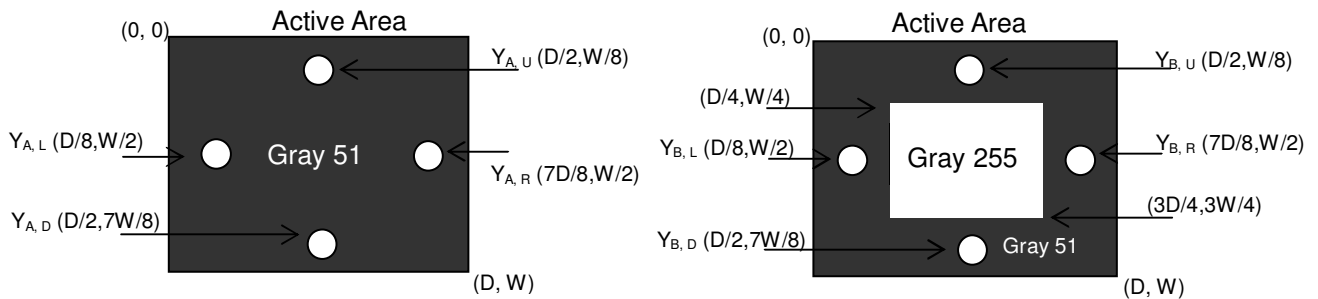 Active Area
(0, 0)
Y_A, U (D/2,W/8)
Y_A, L (D/8,W/2)
Gray 51
Y_A, R (7D/8,W/2)
Y_A, D (D/2,7W/8)
(D, W)
Active Area
(0, 0)
Y_B, U (D/2,W/8)
(D/4,W/4)
Y_B, L (D/8,W/2)
Gray 255
Y_B, R (7D/8,W/2)
(3D/4,3W/4)
Y_B, D (D/2,7W/8)
Gray 51
(D, W)